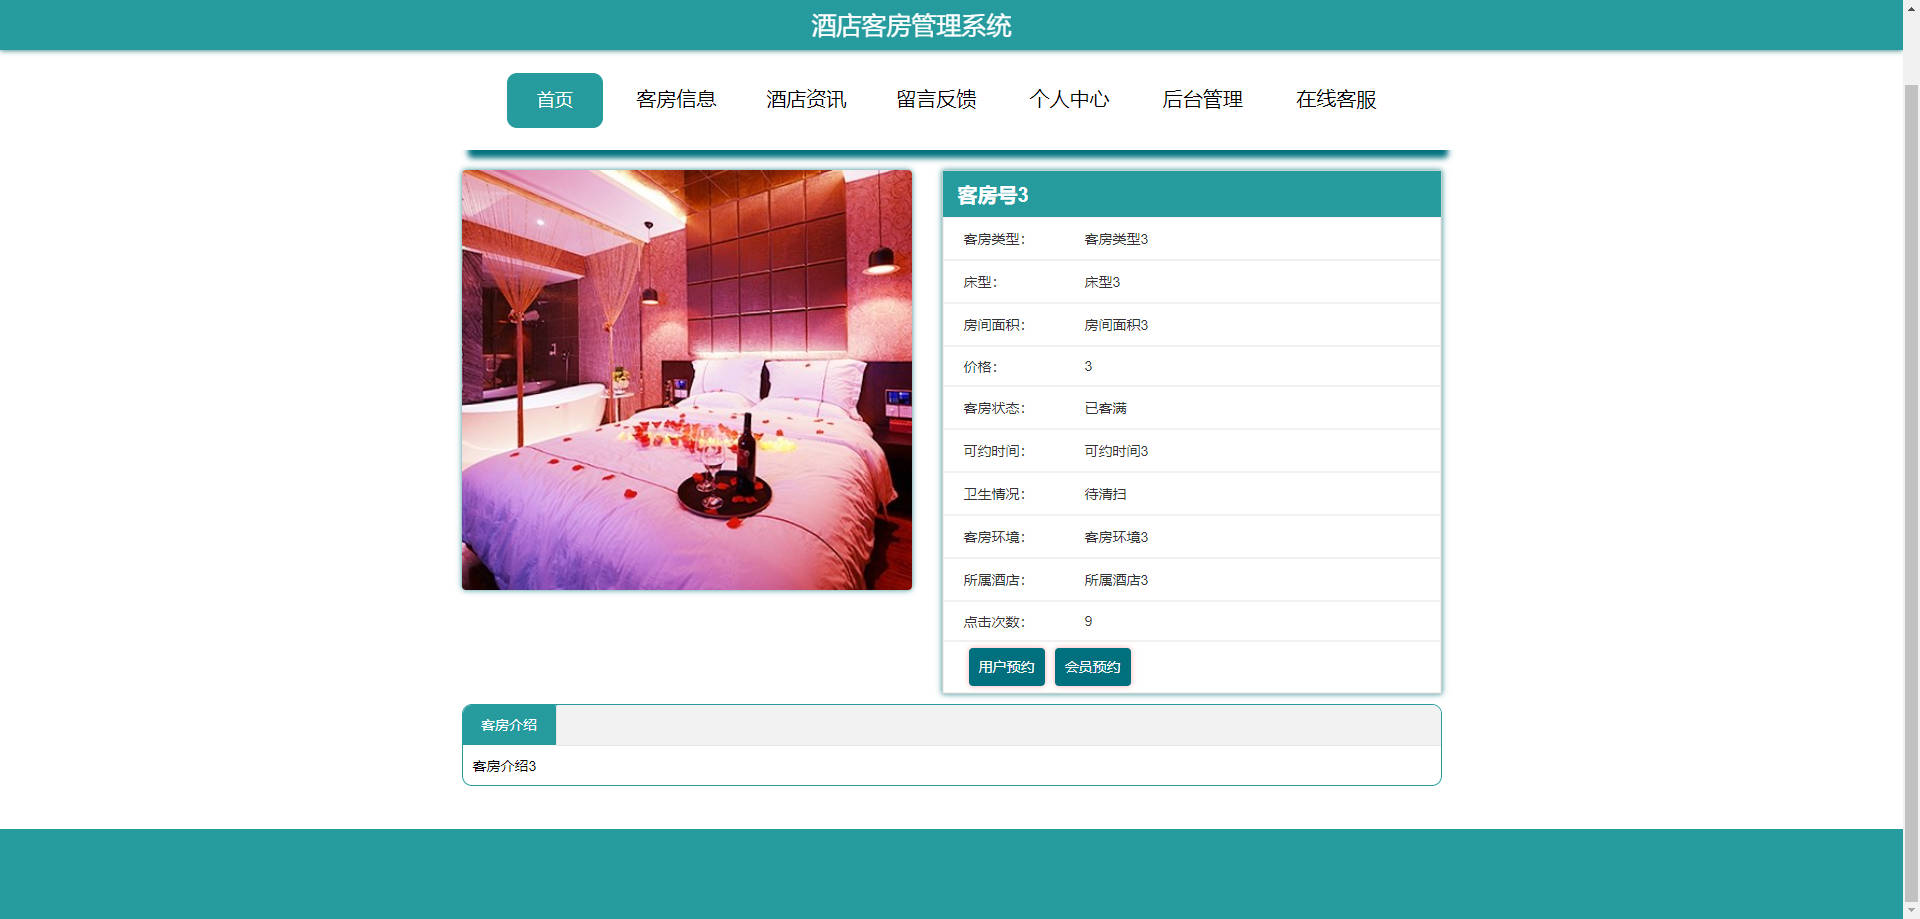 酒店客房管理系统
首页 客房信息 酒店资讯 留言反馈 个人中心 后台管理 在线客服
客房号3
客房类型： 客房类型3
床型： 床型3
房间面积： 房间面积3
价格： 3
客房状态： 已客满
可约时间： 可约时间3
卫生情况： 待清扫
客房环境： 客房环境3
所属酒店： 所属酒店3
点击次数： 9
用户预约 会员预约
客房介绍
客房介绍3